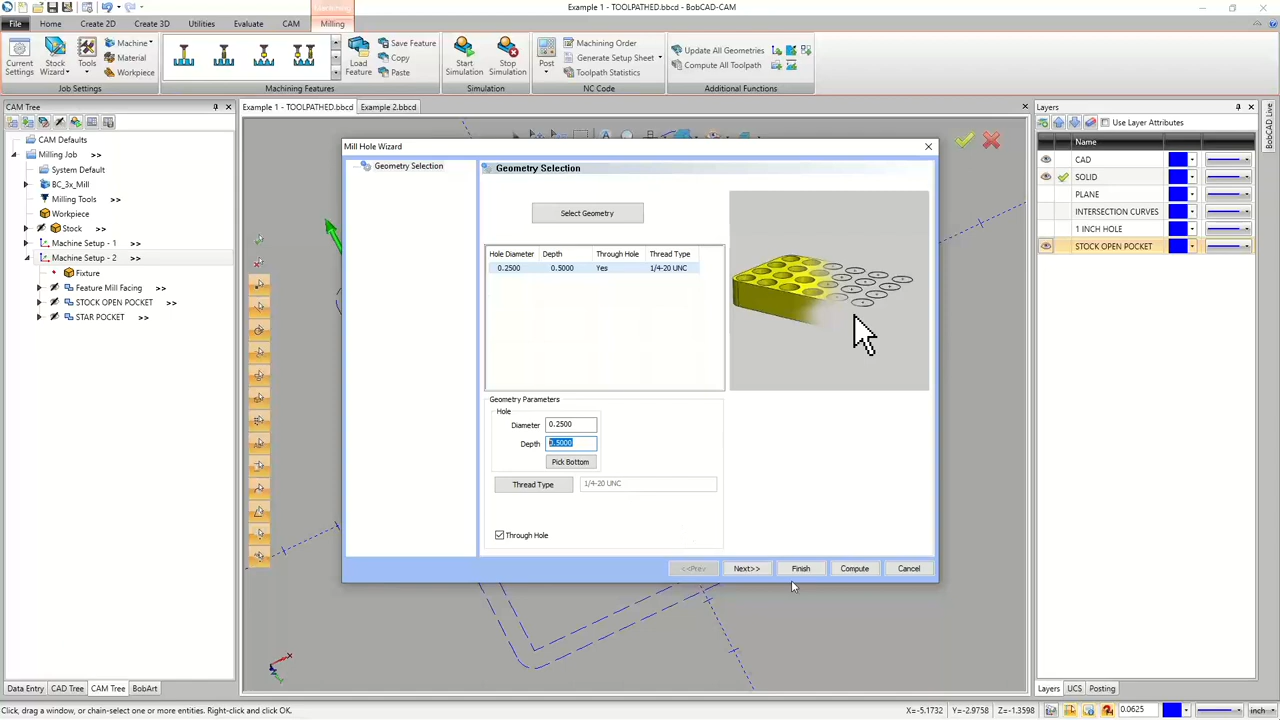 Example 1 - TOOLPATHED.bbcd - BobCAD-CAM
File
Home
Create 2D
Create 3D
Utilities
Evaluate
CAM
Milling
Current Settings
Stock Wizard
Tools
Machine
Material
Workpiece
Job Settings
Load Feature
Save Feature
Copy
Paste
Machining Features
Start Simulation
Stop Simulation
Simulation
Post
Machining Order
Generate Setup Sheet
Toolpath Statistics
NC Code
Update All Geometries
Compute All Toolpath
Additional Functions
CAM Tree
Example 1 - TOOLPATHED.bbcd
Example 2.bbcd
CAM Defaults
Milling Job >>
System Default
BC_3x_Mill
Milling Tools >>
Workpiece
Stock >>
Machine Setup - 1 >>
Machine Setup - 2 >>
Fixture
Feature Mill Facing >>
STOCK OPEN POCKET >>
STAR POCKET >>
Mill Hole Wizard
Geometry Selection
Geometry Selection
Select Geometry
Hole Diameter Depth Through Hole Thread Type
0.2500 0.5000 Yes 1/4-20 UNC
Geometry Parameters
Hole
Diameter 0.2500
Depth 0.5000
Pick Bottom
Thread Type 1/4-20 UNC
Through Hole
<<Prev Next>> Finish Compute Cancel
Layers
Use Layer Attributes
Name
CAD
SOLID
PLANE
INTERSECTION CURVES
1 INCH HOLE
STOCK OPEN POCKET
BobCAD Live
Data Entry CAD Tree CAM Tree BobArt
Layers UCS Posting
Click, drag a window, or chain-select one or more entities. Right-click and click OK.
X=-5.1732 Y=-2.9758 Z=-1.3598
0.0625
inch